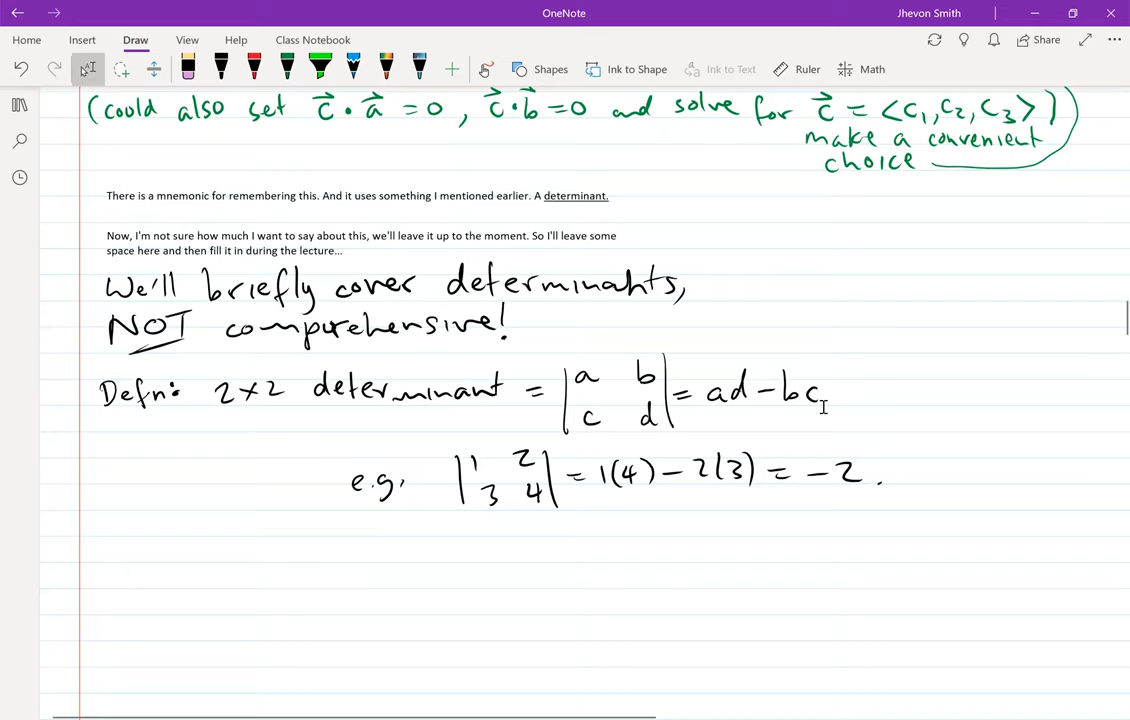 OneNote
Jhevon Smith
Home Insert Draw View Help Class Notebook
Share
Shapes Ink to Shape Ink to Text Ruler Math
(could also set c⃗ · a⃗ = 0 , c⃗ · b⃗ = 0 and solve for c⃗ = <c₁, c₂, c₃>)
make a convenient
choice
There is a mnemonic for remembering this. And it uses something I mentioned earlier. A determinant.
Now, I'm not sure how much I want to say about this, we'll leave it up to the moment. So I'll leave some
space here and then fill it in during the lecture...
We'll briefly cover determinants,
NOT comprehensive!
Defn: 2×2 determinant = |a b| = ad - bc
|c d|
e.g. |1 2| = 1(4) - 2(3) = -2 .
|3 4|